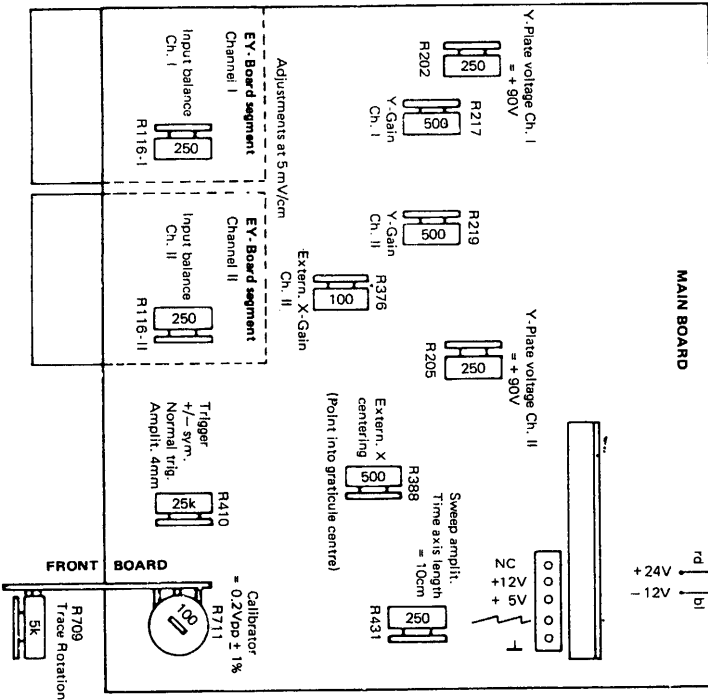 Y-Plate voltage Ch. I
= + 90V
250
R202
R217
500
Y-Gain
Ch. I
Adjustments at 5 mV/cm
EY-Board segment
Channel I
Input balance
Ch. I
250
R116-I
R219
500
Y-Gain
Ch. II
MAIN BOARD
EY-Board segment
Channel II
Input balance
Ch. II
250
R116-II
R376
100
Extern. X-Gain
Ch. II
Y-Plate voltage Ch. II
= + 90V
250
R205
Extern. X
centering
(Point into graticule centre)
500
R388
Trigger
+/− sym.
Normal trig.
Amplit. 4mm
25k
R410
Sweep amplit.
Time axis length
= 10cm
250
R431
NC
+12V
+ 5V
+24V
rd
−12V
bl
FRONT BOARD
Calibrator
= 0.2Vpp ± 1%
R711
100
5k
R709
Trace Rotation